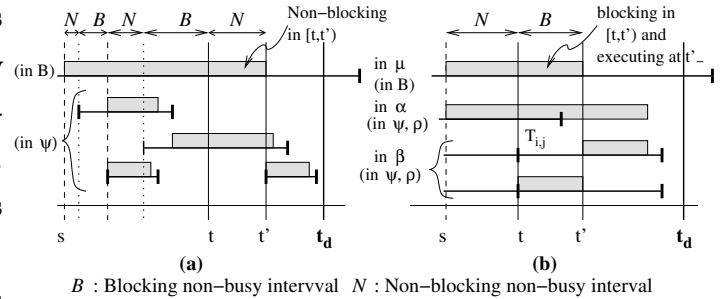 N B N B N Non−blocking in [t,t')
(in B)
(in ψ)
s t t' t_d
(a)
N B blocking in [t,t') and executing at t'_−
in μ (in B)
in α (in ψ, ρ)
T_{i,j}
in β (in ψ, ρ)
s t t' t_d
(b)
B : Blocking non−busy intervval N : Non−blocking non−busy interval